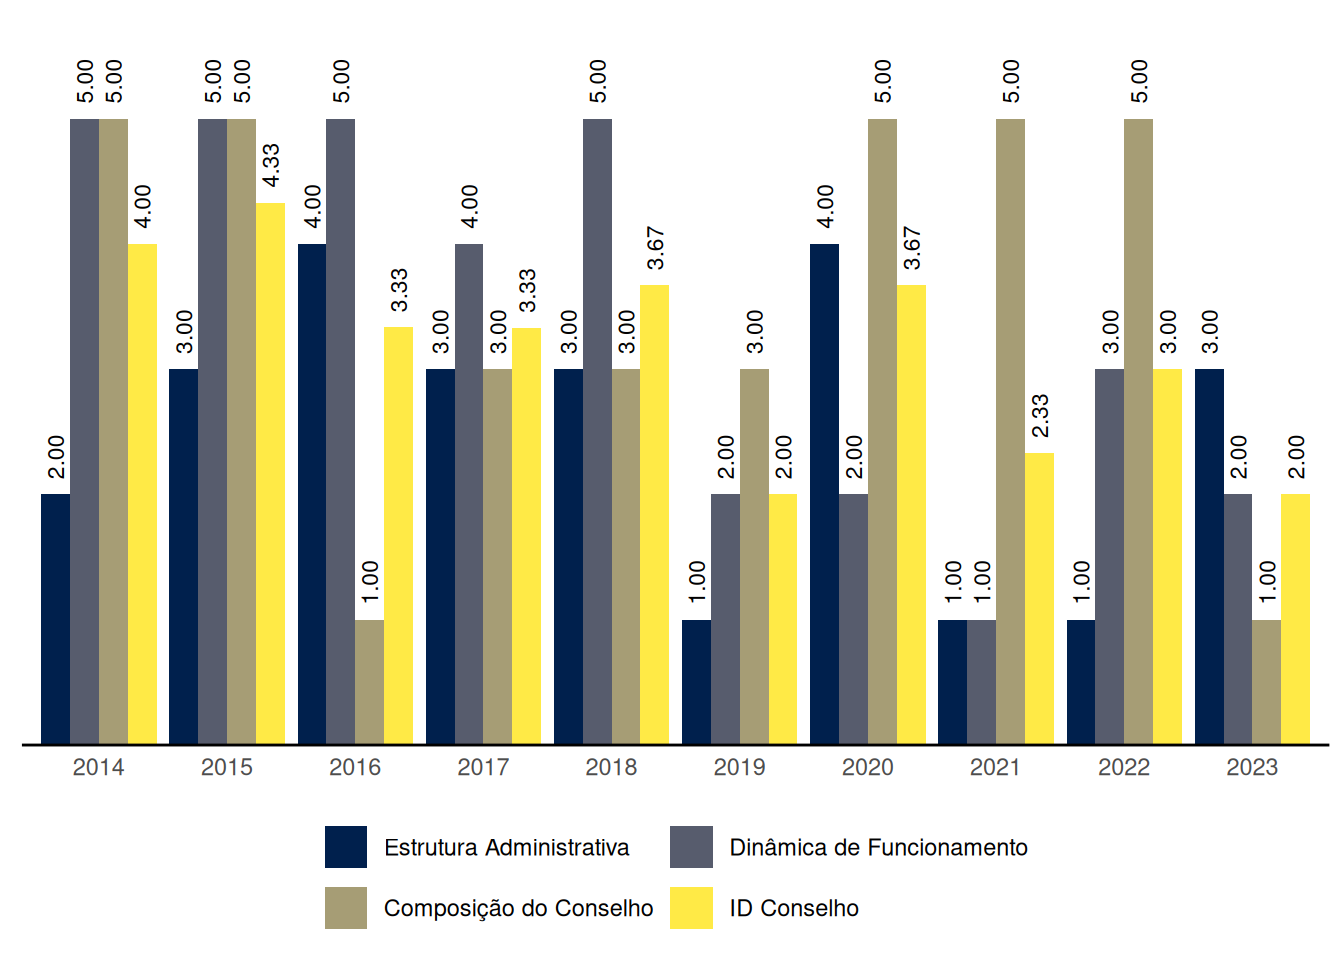 2.00 5.00 5.00 4.00
3.00 5.00 5.00 4.33
4.00 5.00 1.00 3.33
3.00 4.00 3.00 3.33
3.00 5.00 3.00 3.67
1.00 2.00 3.00 2.00
4.00 2.00 5.00 3.67
1.00 1.00 5.00 2.33
1.00 3.00 5.00 3.00
3.00 2.00 1.00 2.00
2014 2015 2016 2017 2018 2019 2020 2021 2022 2023
Estrutura Administrativa Dinâmica de Funcionamento
Composição do Conselho ID Conselho